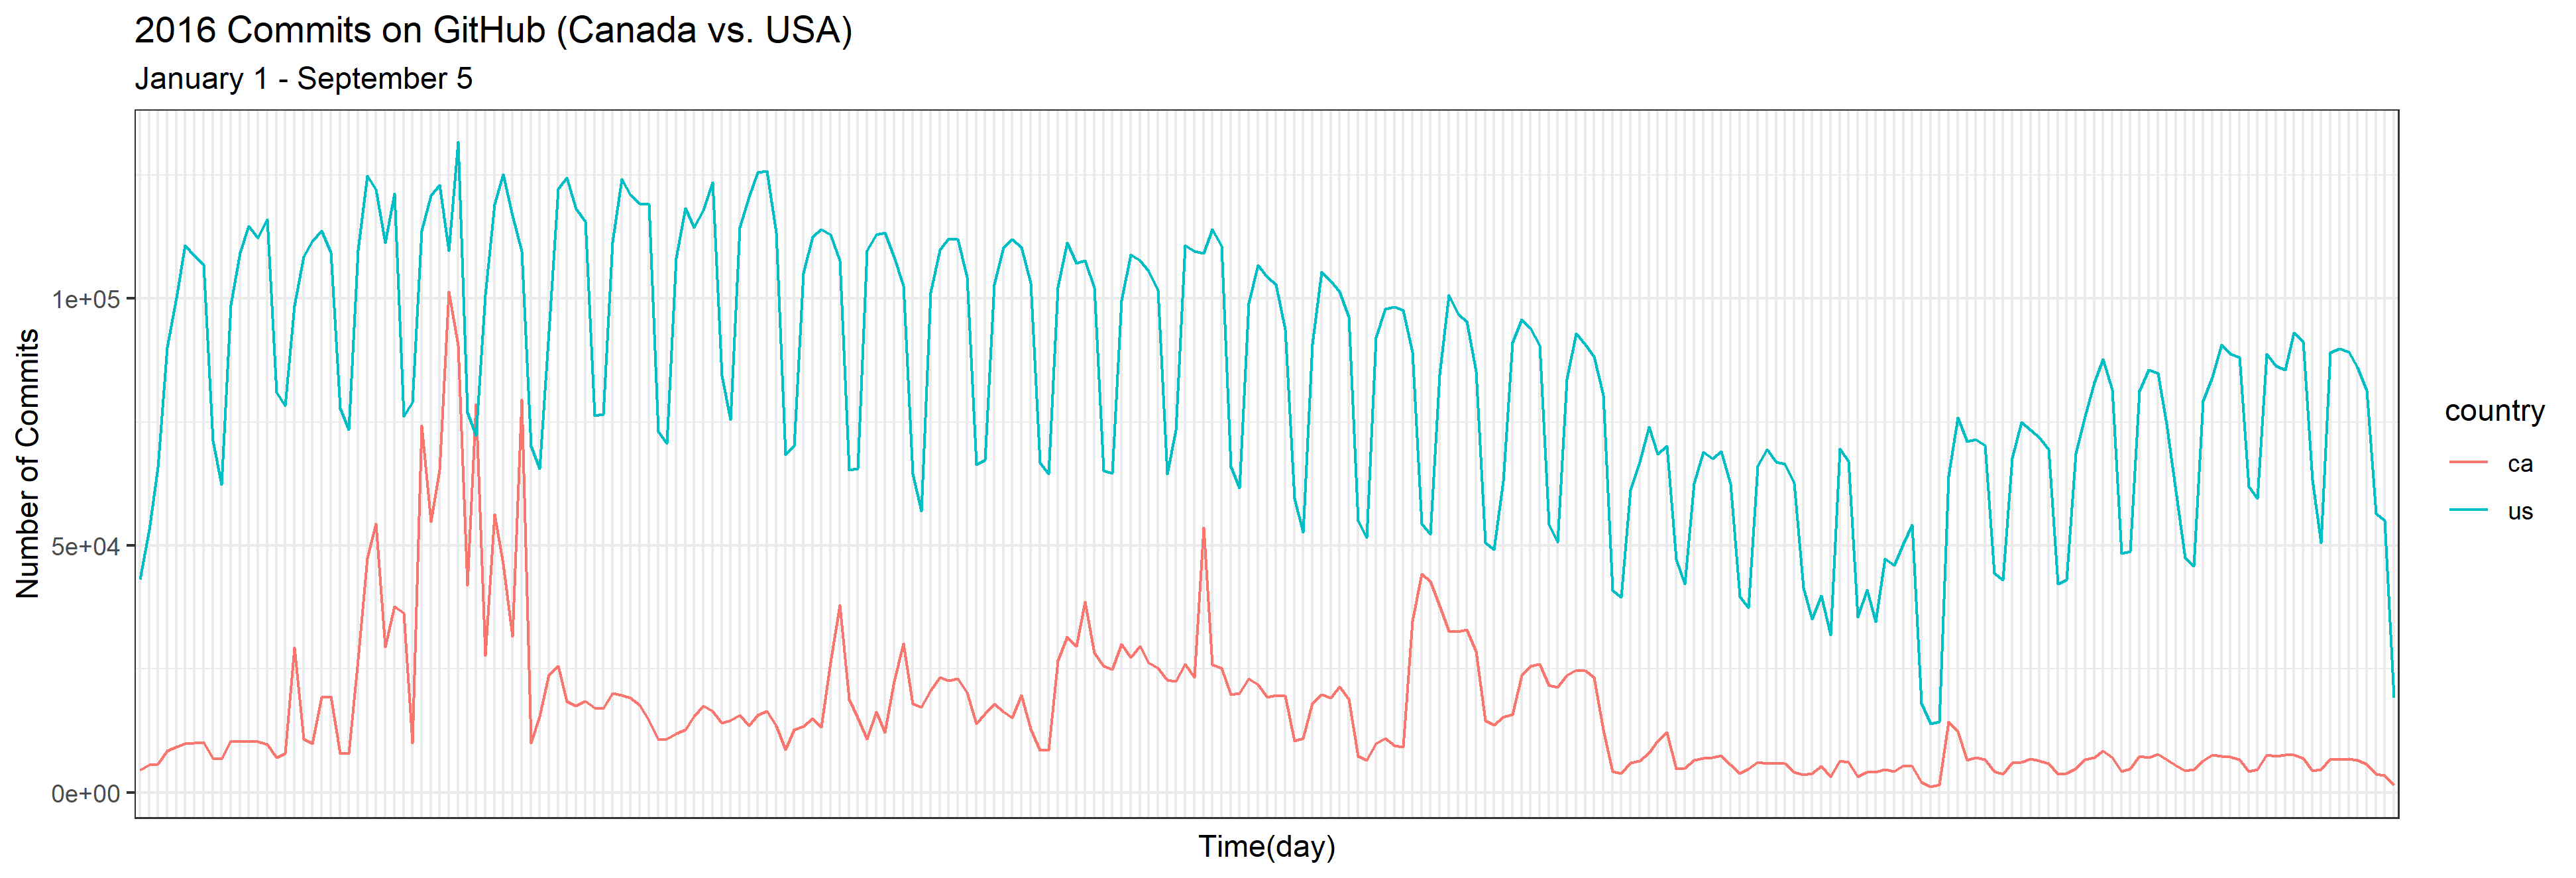 2016 Commits on GitHub (Canada vs. USA)
January 1 - September 5
Number of Commits
1e+05
5e+04
0e+00
Time(day)
country
ca
us